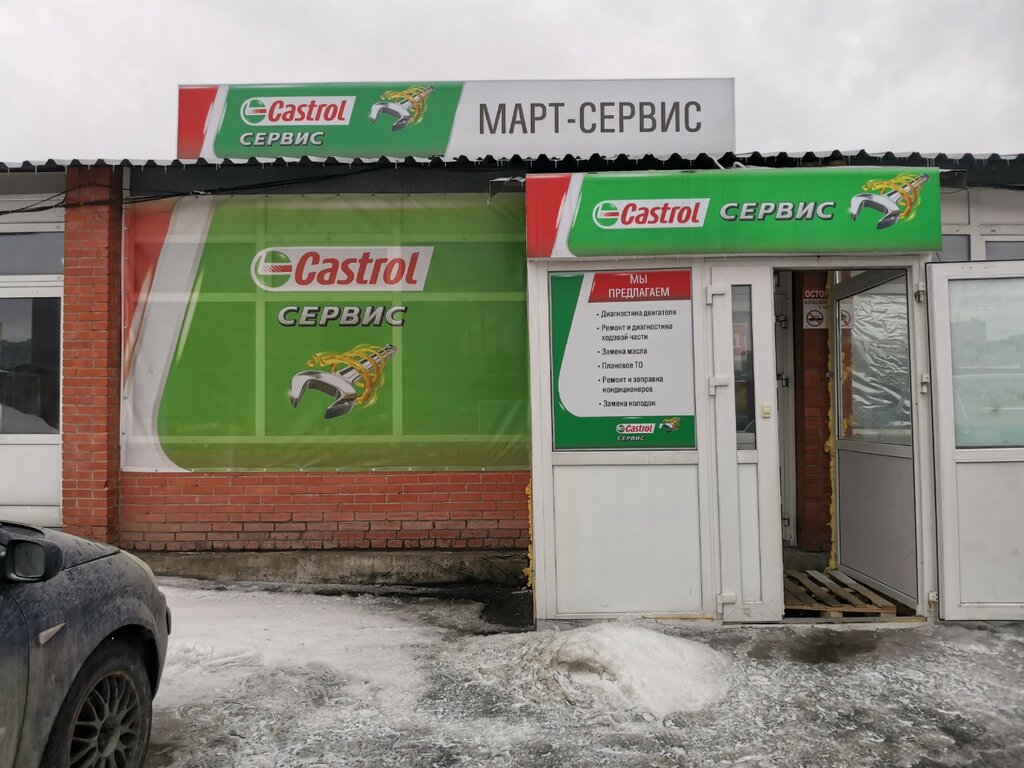 Castrol
СЕРВИС
МАРТ-СЕРВИС
Castrol СЕРВИС
Castrol
СЕРВИС
МЫ
ПРЕДЛАГАЕМ
• Диагностика двигателя
• Ремонт и диагностика
ходовой части
• Замена масла
• Плановое ТО
• Ремонт и заправка
кондиционеров
• Замена колодок
Castrol
СЕРВИС